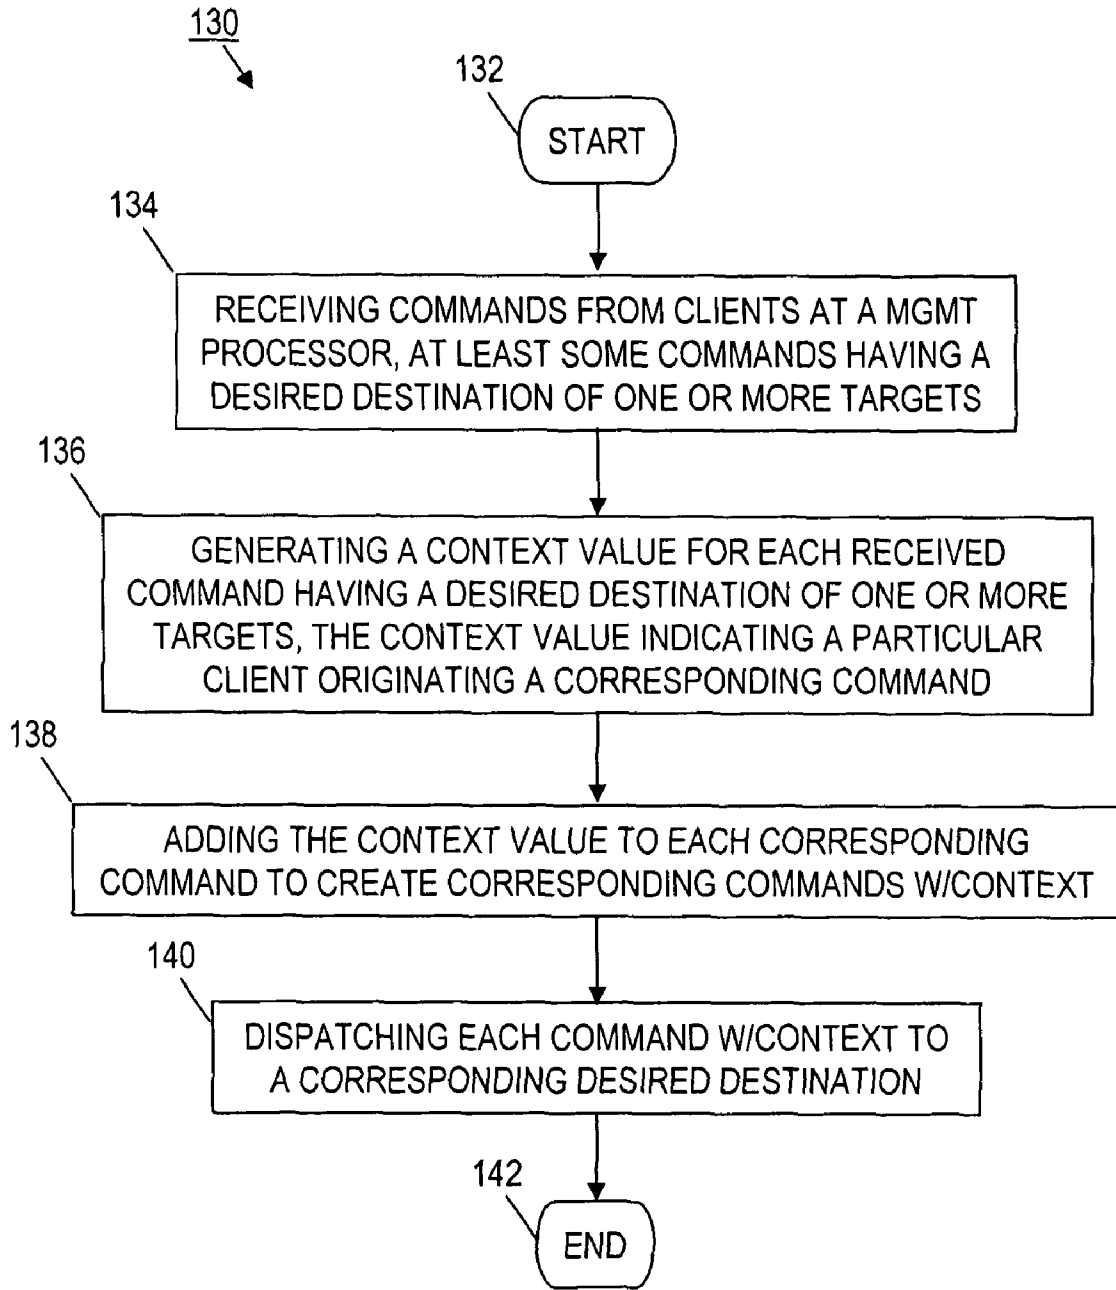 130
132
START
134
RECEIVING COMMANDS FROM CLIENTS AT A MGMT
PROCESSOR, AT LEAST SOME COMMANDS HAVING A
DESIRED DESTINATION OF ONE OR MORE TARGETS
136
GENERATING A CONTEXT VALUE FOR EACH RECEIVED
COMMAND HAVING A DESIRED DESTINATION OF ONE OR MORE
TARGETS, THE CONTEXT VALUE INDICATING A PARTICULAR
CLIENT ORIGINATING A CORRESPONDING COMMAND
138
ADDING THE CONTEXT VALUE TO EACH CORRESPONDING
COMMAND TO CREATE CORRESPONDING COMMANDS W/CONTEXT
140
DISPATCHING EACH COMMAND W/CONTEXT TO
A CORRESPONDING DESIRED DESTINATION
142
END